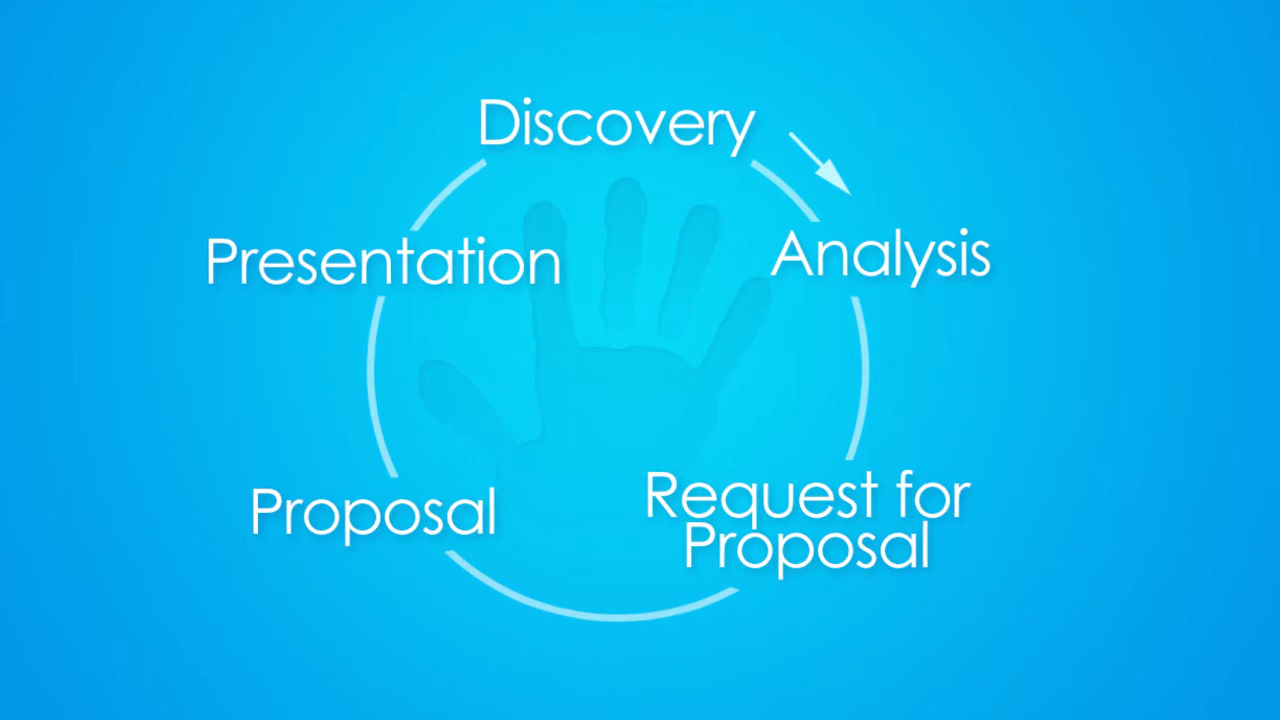 Discovery
Analysis
Request for
Proposal
Proposal
Presentation